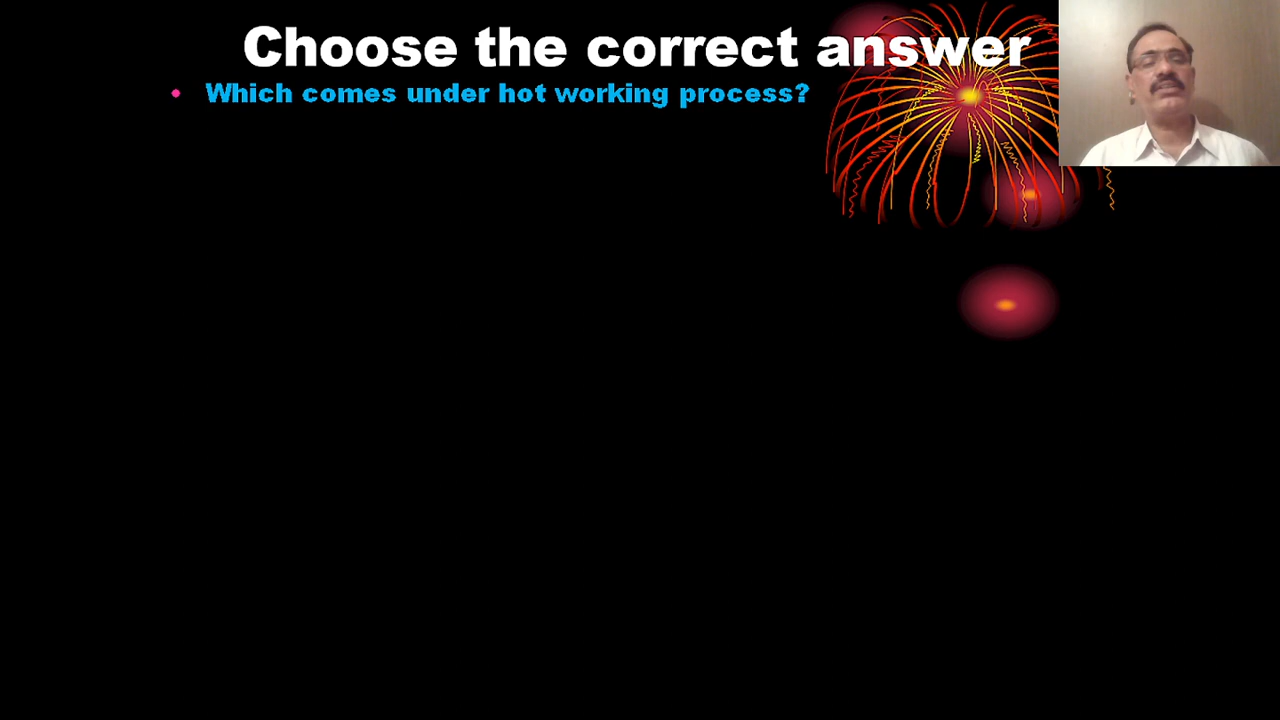 Choose the correct answer
• Which comes under hot working process?